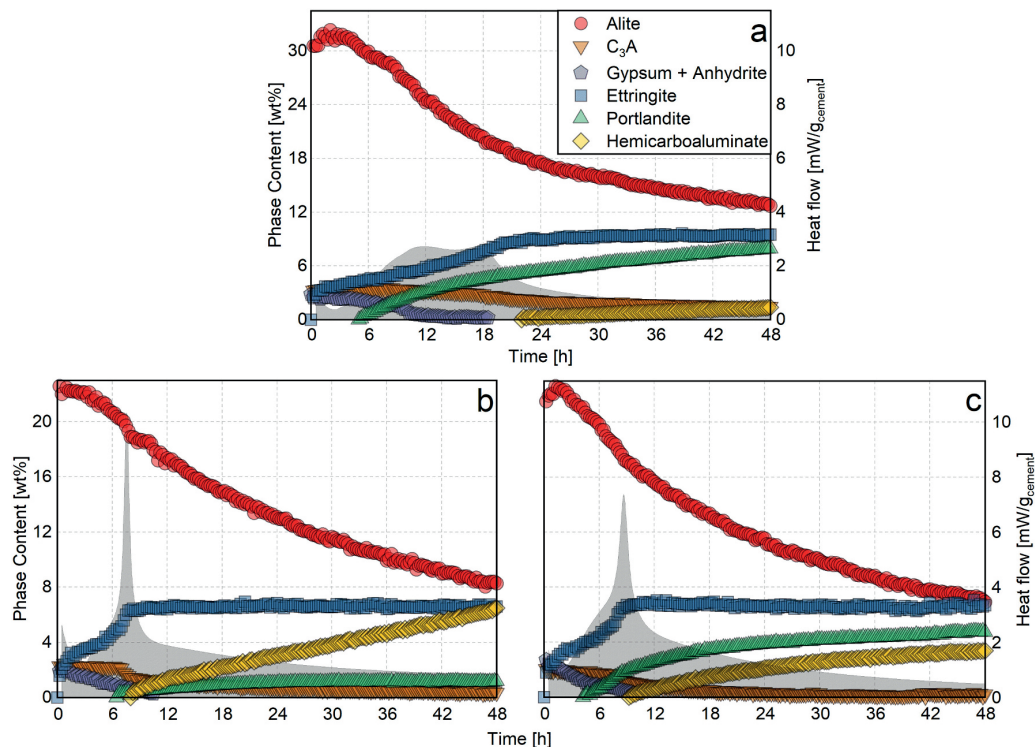 a
Alite
C₃A
Gypsum + Anhydrite
Ettringite
Portlandite
Hemicarboaluminate
Phase Content [wt%]
30
24
18
12
6
0
Heat flow [mW/g_cement]
10
8
6
4
2
0
0 6 12 18 24 30 36 42 48
Time [h]
b
Phase Content [wt%]
20
16
12
8
4
0
0 6 12 18 24 30 36 42 48
c
Heat flow [mW/g_cement]
10
8
6
4
2
0
0 6 12 18 24 30 36 42 48
Time [h]